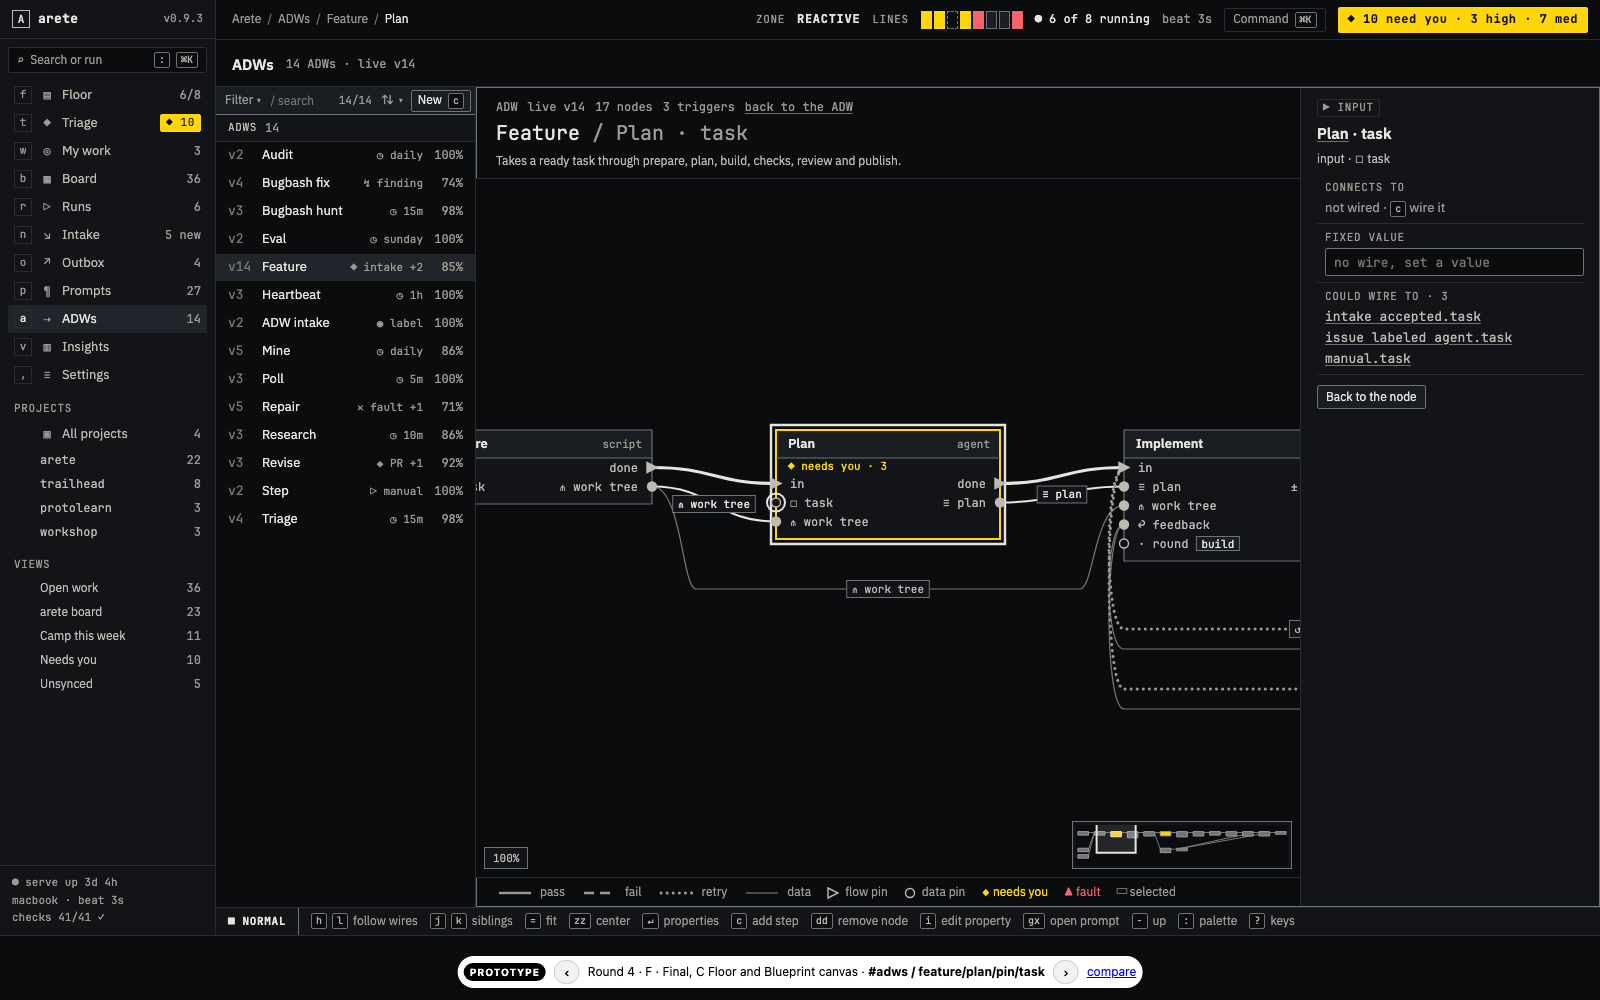 A arete v0.9.3
Search or run : ⌘K
f Floor 6/8
t Triage ◆ 10
w My work 3
b Board 36
r Runs 6
n Intake 5 new
o Outbox 4
p Prompts 27
a ADWs 14
v Insights
, Settings
PROJECTS
All projects 4
arete 22
trailhead 8
protolearn 3
workshop 3
VIEWS
Open work 36
arete board 23
Camp this week 11
Needs you 10
Unsynced 5
● serve up 3d 4h
macbook · beat 3s
checks 41/41 ✓
Arete / ADWs / Feature / Plan
ZONE REACTIVE LINES ● 6 of 8 running beat 3s Command ⌘K ◆ 10 need you · 3 high · 7 med
ADWs 14 ADWs · live v14
Filter ▾ / search 14/14 ⇅ ▾ New c
ADWS 14
v2 Audit daily 100%
v4 Bugbash fix finding 74%
v3 Bugbash hunt 15m 98%
v2 Eval sunday 100%
v14 Feature ◆ intake +2 85%
v3 Heartbeat 1h 100%
v2 ADW intake label 100%
v5 Mine daily 86%
v3 Poll 5m 100%
v5 Repair × fault +1 71%
v3 Research 10m 86%
v3 Revise ◆ PR +1 92%
v2 Step ▷ manual 100%
v4 Triage 15m 98%
ADW live v14 17 nodes 3 triggers back to the ADW
Feature / Plan · task
Takes a ready task through prepare, plan, build, checks, review and publish.
re script
done
sk work tree
work tree
Plan agent
◆ needs you · 3
in done
□ task ≡ plan
work tree
≡ plan
work tree
Implement
in
≡ plan ±
work tree
feedback
· round build
↺
100%
pass fail retry data flow pin data pin ◆ needs you ▲ fault selected
▶ INPUT
Plan · task
input · □ task
CONNECTS TO
not wired · c wire it
FIXED VALUE
no wire, set a value
COULD WIRE TO · 3
intake accepted.task
issue labeled agent.task
manual.task
Back to the node
■ NORMAL h l follow wires j k siblings = fit zz center ↵ properties c add step dd remove node i edit property gx open prompt - up : palette ? keys
PROTOTYPE ‹ Round 4 · F · Final, C Floor and Blueprint canvas · #adws / feature/plan/pin/task › compare